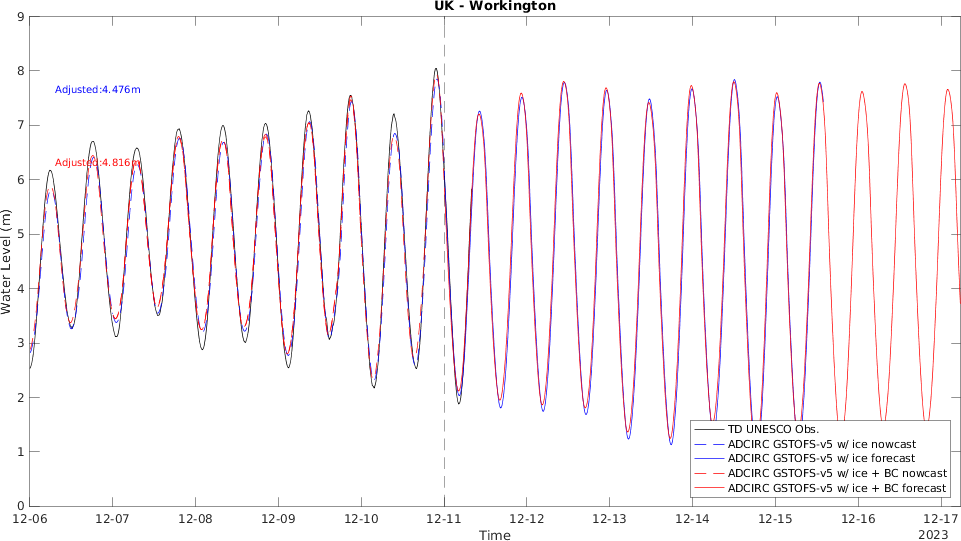 UK - Workington
9
8
7
6
5
4
3
2
1
0
Water Level (m)
Adjusted:4.476m
Adjusted:4.816m
TD UNESCO Obs.
ADCIRC GSTOFS-v5 w/ ice nowcast
ADCIRC GSTOFS-v5 w/ ice forecast
ADCIRC GSTOFS-v5 w/ ice + BC nowcast
ADCIRC GSTOFS-v5 w/ ice + BC forecast
12-06 12-07 12-08 12-09 12-10 12-11 12-12 12-13 12-14 12-15 12-16 12-17
Time
2023